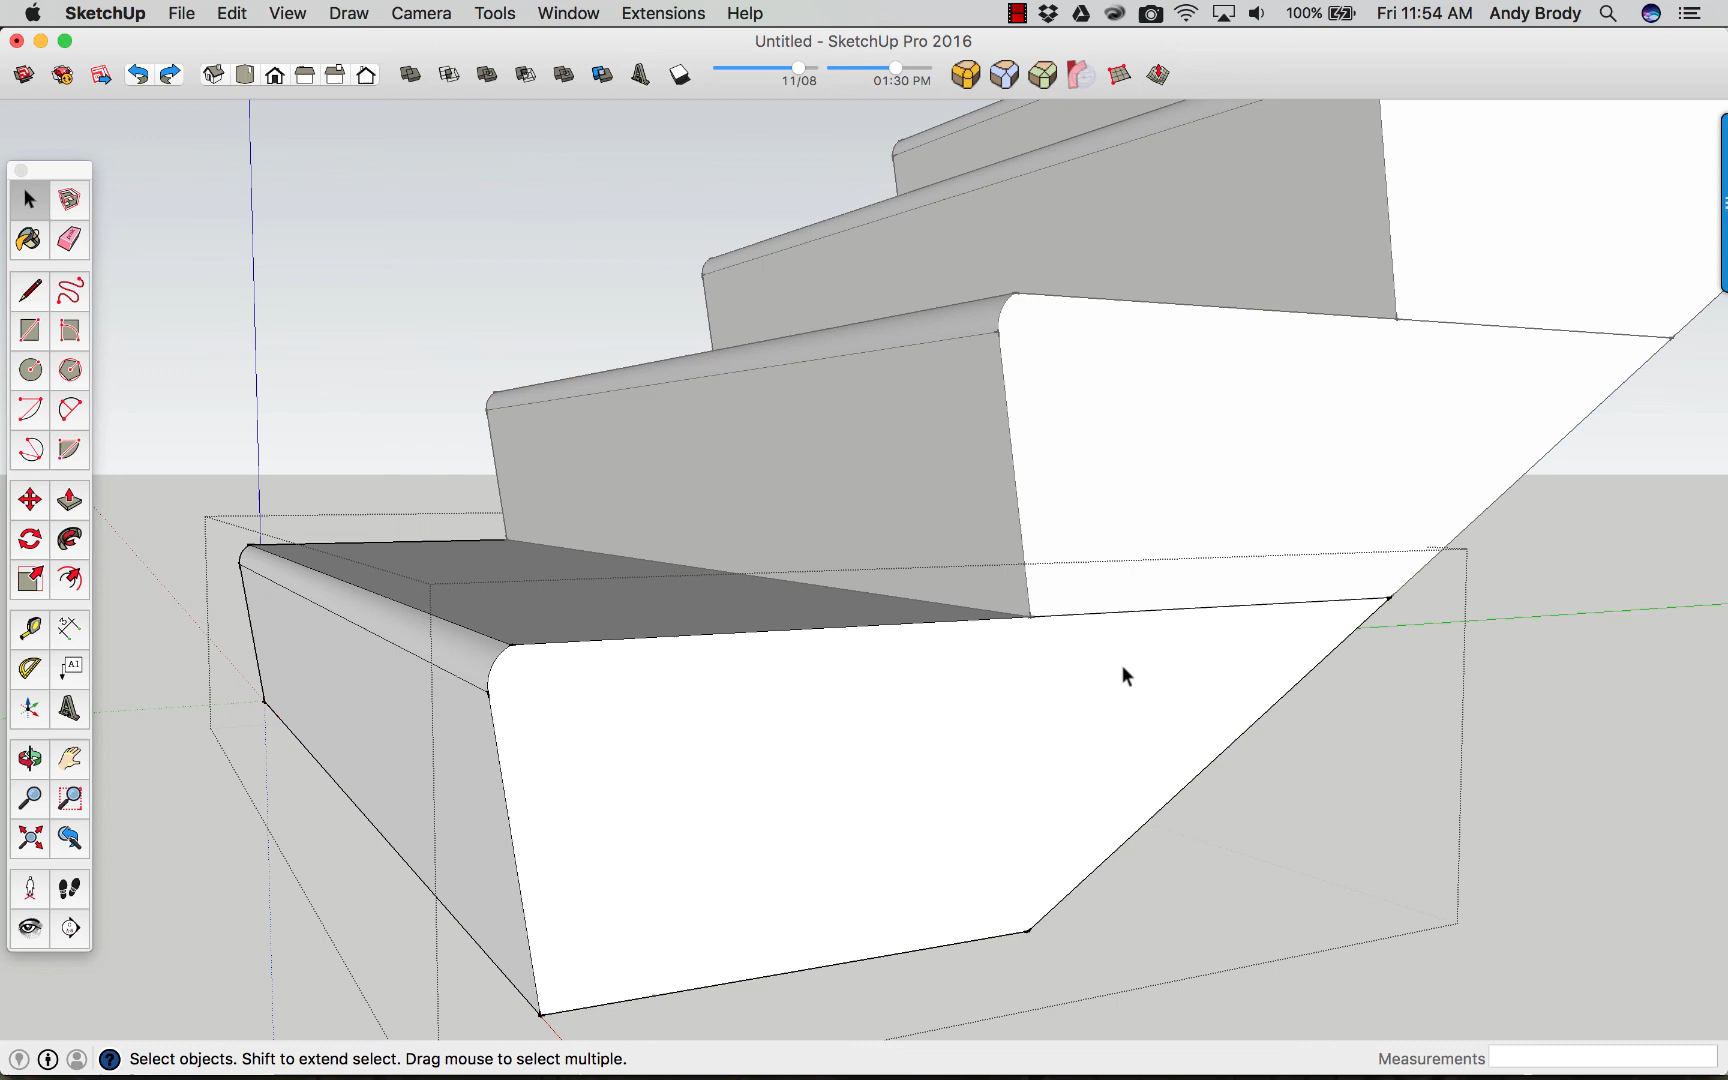 SketchUp File Edit View Draw Camera Tools Window Extensions Help 100% Fri 11:54 AM Andy Brody
Untitled - SketchUp Pro 2016
11/08 01:30 PM
A1
Select objects. Shift to extend select. Drag mouse to select multiple. Measurements